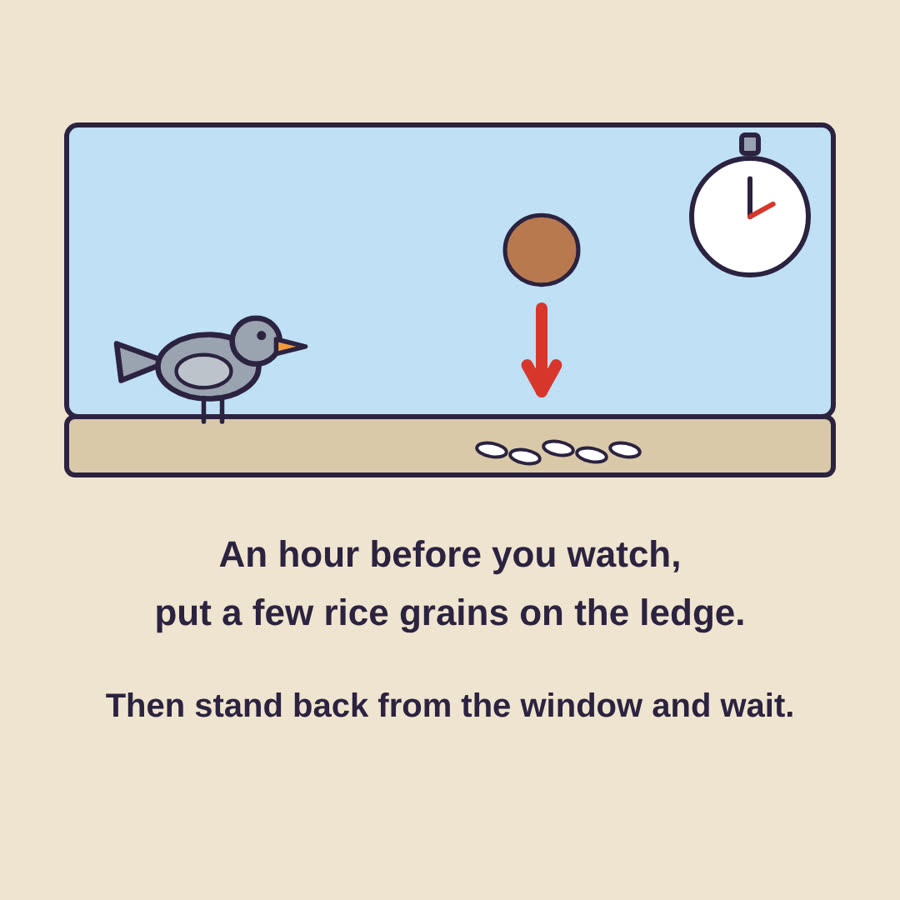 An hour before you watch,
put a few rice grains on the ledge.
Then stand back from the window and wait.